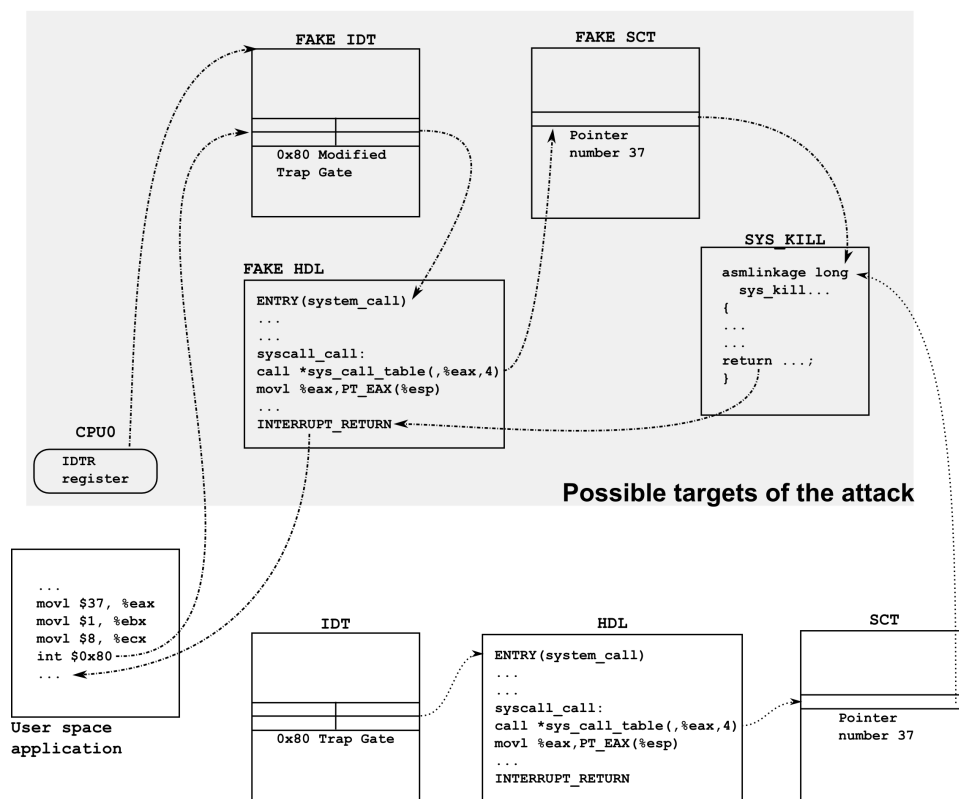 FAKE IDT
0x80 Modified
Trap Gate
FAKE SCT
Pointer
number 37
SYS_KILL
asmlinkage long
sys_kill...
{
...
...
return ...;
}
FAKE HDL
ENTRY(system_call)
...
...
syscall_call:
call *sys_call_table(,%eax,4)
movl %eax,PT_EAX(%esp)
...
INTERRUPT_RETURN
CPU0
IDTR
register
Possible targets of the attack
...
movl $37, %eax
movl $1, %ebx
movl $8, %ecx
int $0x80
...
User space
application
IDT
0x80 Trap Gate
HDL
ENTRY(system_call)
...
...
syscall_call:
call *sys_call_table(,%eax,4)
movl %eax,PT_EAX(%esp)
...
INTERRUPT_RETURN
SCT
Pointer
number 37